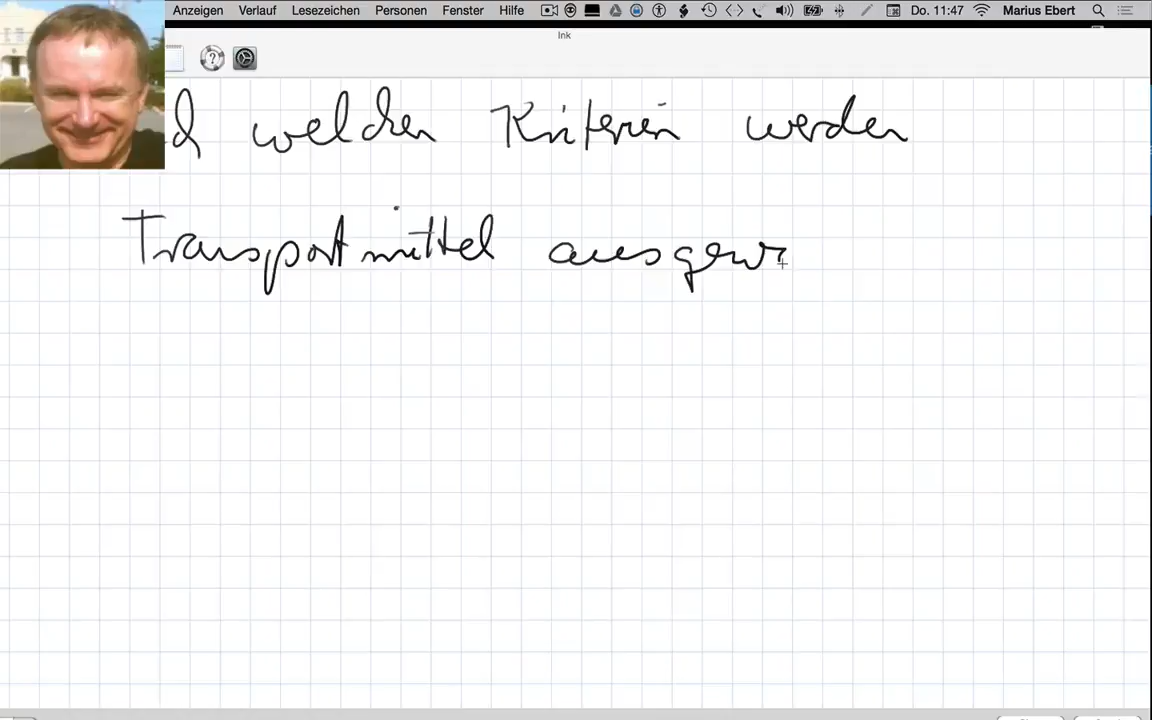 Anzeigen Verlauf Lesezeichen Personen Fenster Hilfe Do. 11:47 Marius Ebert
Ink
welchen Kriterien werden
Transportmittel ausgew